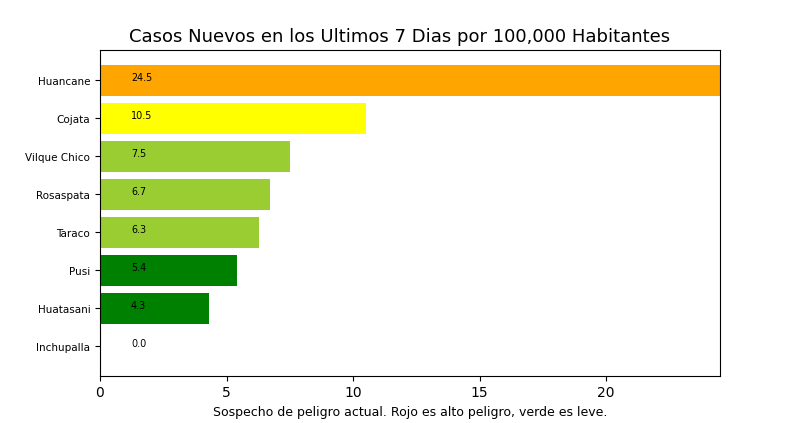 Casos Nuevos en los Ultimos 7 Dias por 100,000 Habitantes
Huancane 24.5
Cojata 10.5
Vilque Chico 7.5
Rosaspata 6.7
Taraco 6.3
Pusi 5.4
Huatasani 4.3
Inchupalla 0.0
0 5 10 15 20
Sospecho de peligro actual. Rojo es alto peligro, verde es leve.